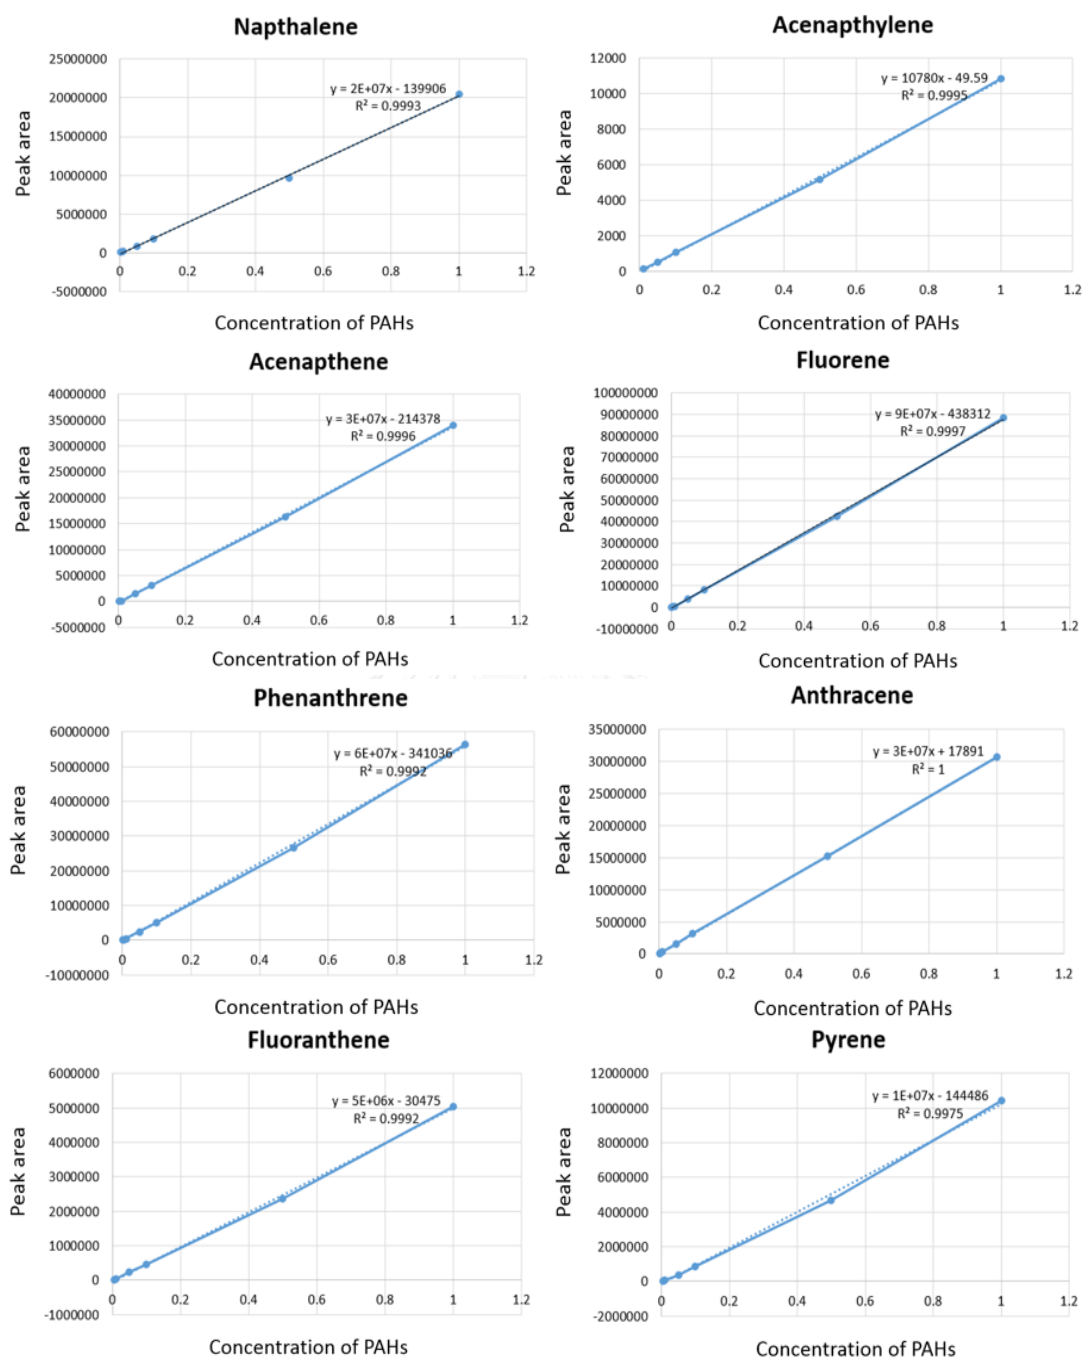 Napthalene
25000000
20000000
15000000
10000000
5000000
0
-5000000
0 0.2 0.4 0.6 0.8 1 1.2
y = 2E+07x - 139906
R² = 0.9993
Peak area
Concentration of PAHs
Acenapthylene
12000
10000
8000
6000
4000
2000
0
0 0.2 0.4 0.6 0.8 1 1.2
y = 10780x - 49.59
R² = 0.9995
Peak area
Concentration of PAHs
Acenapthene
40000000
35000000
30000000
25000000
20000000
15000000
10000000
5000000
0
-5000000
0 0.2 0.4 0.6 0.8 1 1.2
y = 3E+07x - 214378
R² = 0.9996
Peak area
Concentration of PAHs
Fluorene
100000000
90000000
80000000
70000000
60000000
50000000
40000000
30000000
20000000
10000000
0
-10000000
0 0.2 0.4 0.6 0.8 1 1.2
y = 9E+07x - 438312
R² = 0.9997
Peak area
Concentration of PAHs
Phenanthrene
60000000
50000000
40000000
30000000
20000000
10000000
0
-10000000
0 0.2 0.4 0.6 0.8 1 1.2
y = 6E+07x - 341036
R² = 0.9992
Peak area
Concentration of PAHs
Anthracene
35000000
30000000
25000000
20000000
15000000
10000000
5000000
0
0 0.2 0.4 0.6 0.8 1 1.2
y = 3E+07x + 17891
R² = 1
Peak area
Concentration of PAHs
Fluoranthene
6000000
5000000
4000000
3000000
2000000
1000000
0
-1000000
0 0.2 0.4 0.6 0.8 1 1.2
y = 5E+06x - 30475
R² = 0.9992
Peak area
Concentration of PAHs
Pyrene
12000000
10000000
8000000
6000000
4000000
2000000
0
-2000000
0 0.2 0.4 0.6 0.8 1 1.2
y = 1E+07x - 144486
R² = 0.9975
Peak area
Concentration of PAHs